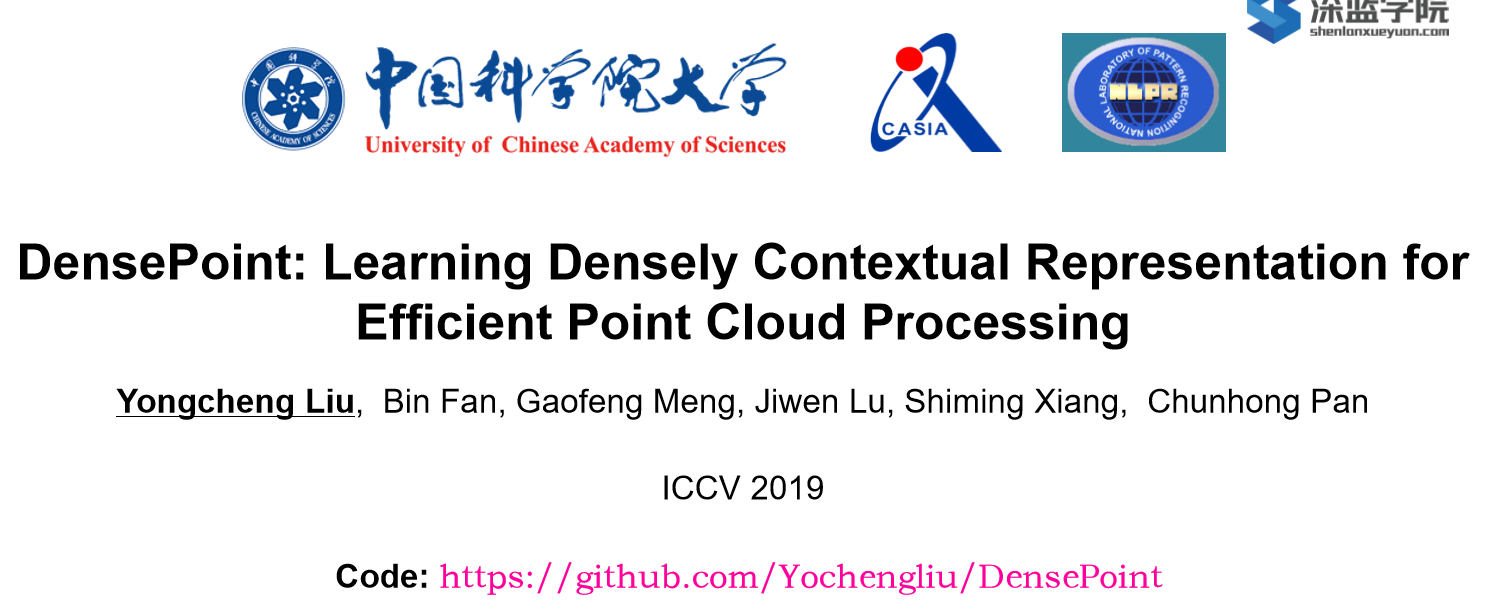 深蓝学院
shenlanxueyuan.com
中国科学院
CHINESE ACADEMY OF SCIENCES
中国科学院大学
University of Chinese Academy of Sciences
CASIA
NATIONAL LABORATORY OF PATTERN RECOGNITION
NLPR
DensePoint: Learning Densely Contextual Representation for
Efficient Point Cloud Processing
Yongcheng Liu, Bin Fan, Gaofeng Meng, Jiwen Lu, Shiming Xiang, Chunhong Pan
ICCV 2019
Code: https://github.com/Yochengliu/DensePoint